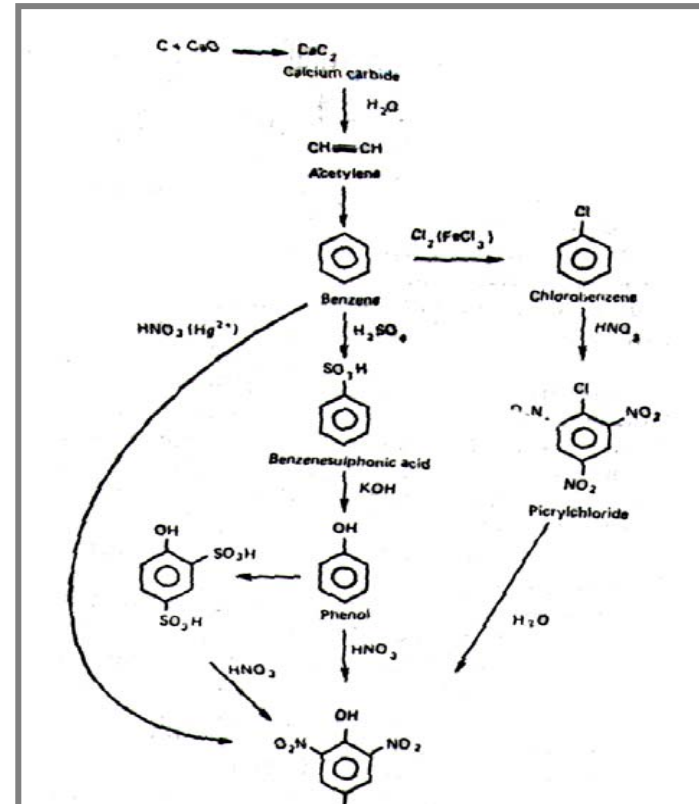 C + CaO CaC2
Calcium carbide
H2O
CH≡CH
Acetylene
Cl
Cl2 (FeCl3)
Benzene Chlorobenzene
HNO3 (Hg2+) H2SO4 HNO3
SO3H
Cl
NO2
Benzenesulphonic acid NO2
KOH Picrylchloride
OH OH
SO3H
SO3H Phenol H2O
HNO3 HNO3
OH
O2N NO2